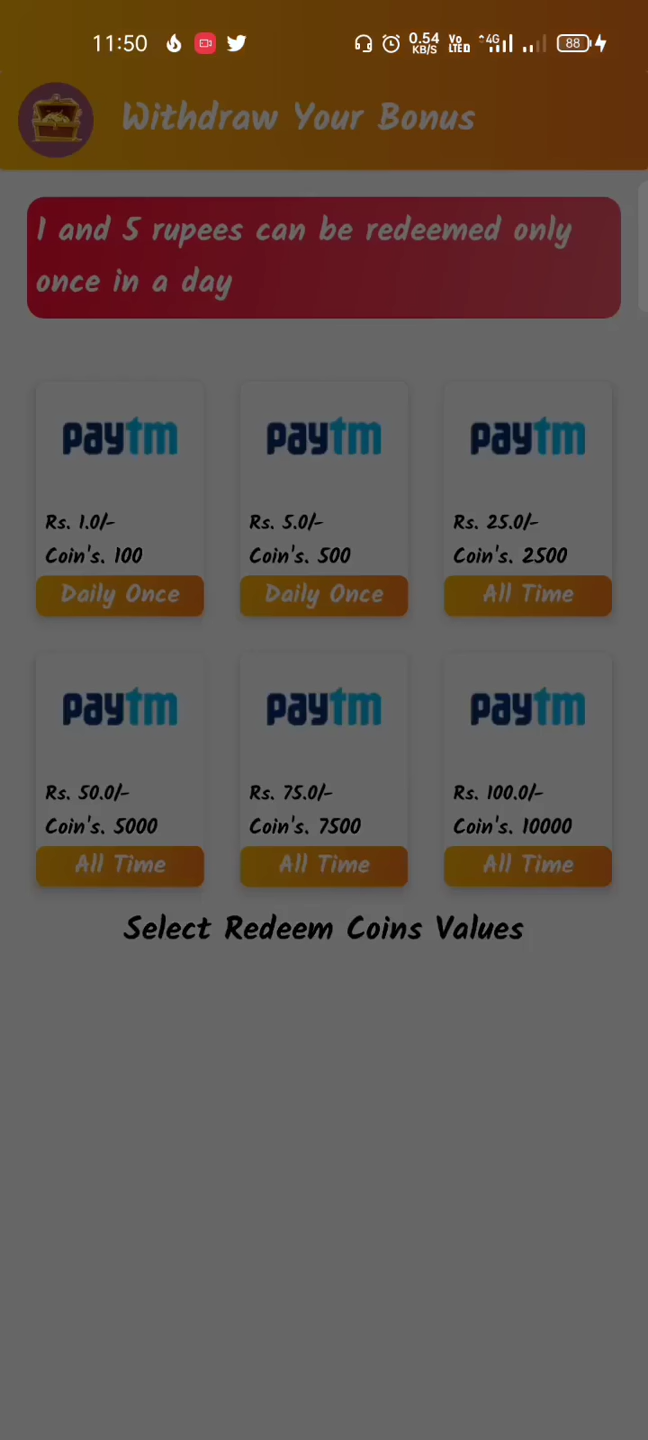 11:50 0.54 KB/S Vo LTED 4G 88
Withdraw Your Bonus
1 and 5 rupees can be redeemed only
once in a day
paytm paytm paytm
Rs. 1.0/- Rs. 5.0/- Rs. 25.0/-
Coin's. 100 Coin's. 500 Coin's. 2500
Daily Once Daily Once All Time
paytm paytm paytm
Rs. 50.0/- Rs. 75.0/- Rs. 100.0/-
Coin's. 5000 Coin's. 7500 Coin's. 10000
All Time All Time All Time
Select Redeem Coins Values